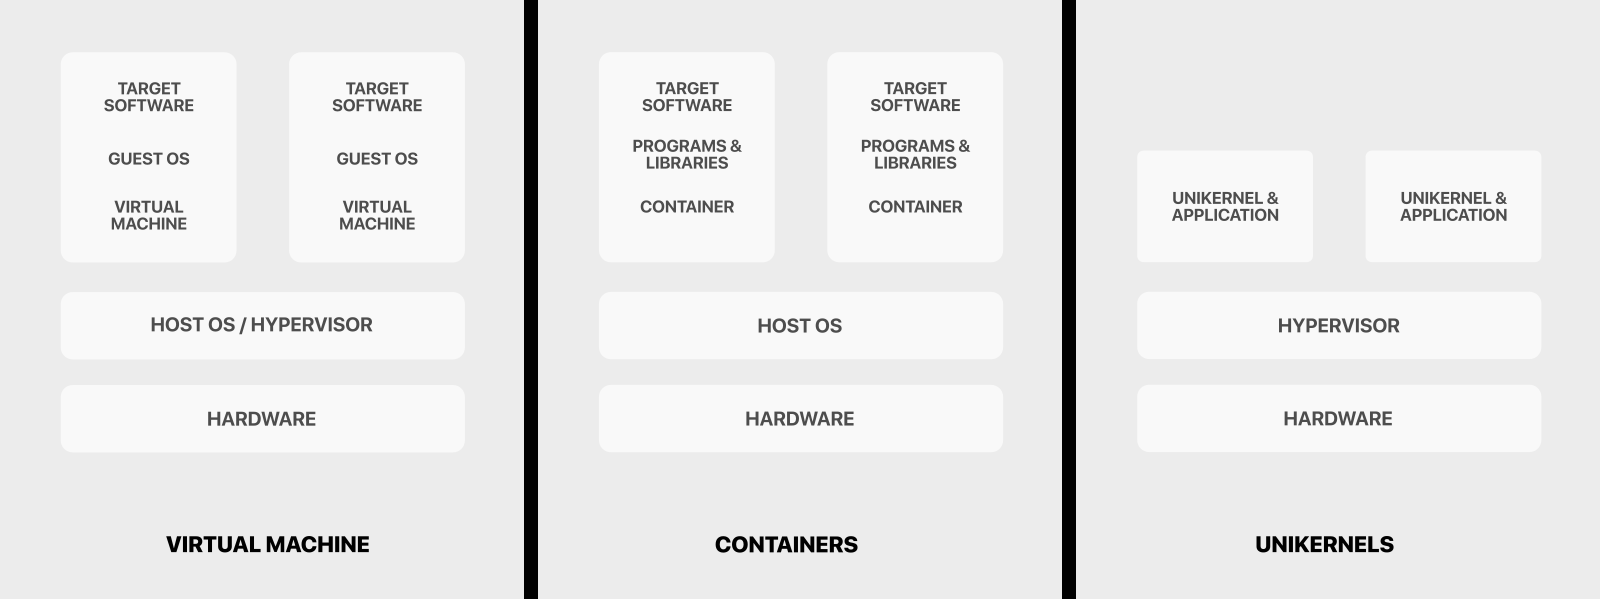 TARGET
SOFTWARE
GUEST OS
VIRTUAL
MACHINE
TARGET
SOFTWARE
GUEST OS
VIRTUAL
MACHINE
HOST OS / HYPERVISOR
HARDWARE
VIRTUAL MACHINE
TARGET
SOFTWARE
PROGRAMS &
LIBRARIES
CONTAINER
TARGET
SOFTWARE
PROGRAMS &
LIBRARIES
CONTAINER
HOST OS
HARDWARE
CONTAINERS
UNIKERNEL &
APPLICATION
UNIKERNEL &
APPLICATION
HYPERVISOR
HARDWARE
UNIKERNELS